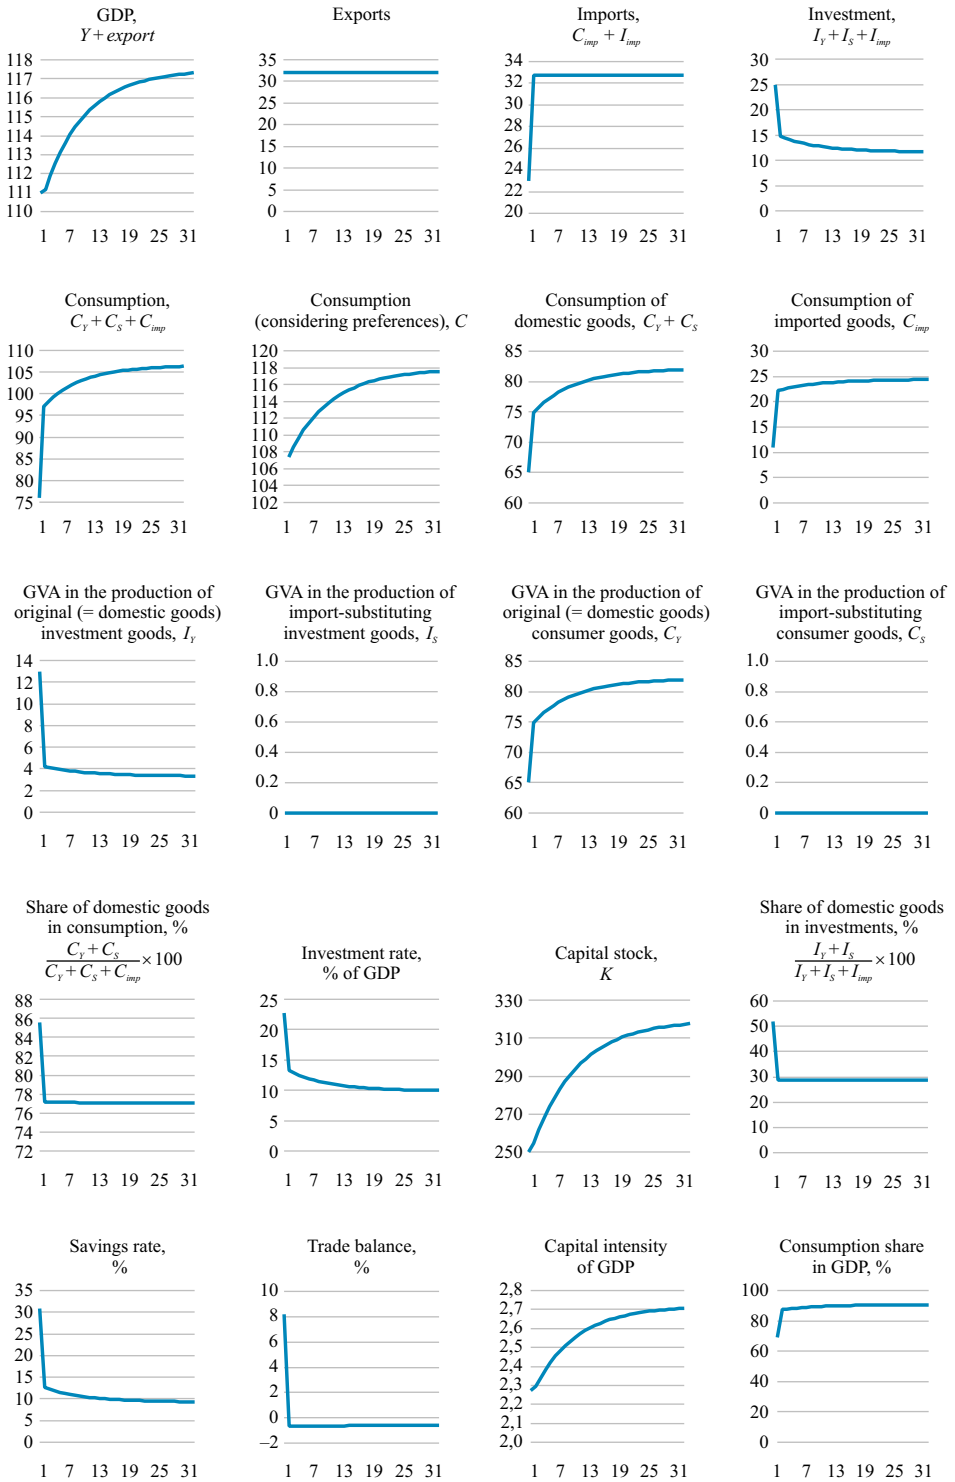 GDP,
Y + export
118
117
116
115
114
113
112
111
110
1 7 13 19 25 31
Exports
35
30
25
20
15
10
5
0
1 7 13 19 25 31
Imports
C_imp + I_imp
34
32
30
28
26
24
22
20
1 7 13 19 25 31
Investment,
I_Y + I_S + I_imp
30
25
20
15
10
5
0
1 7 13 19 25 31
Consumption,
C_Y + C_S + C_imp
110
105
100
95
90
85
80
75
1 7 13 19 25 31
Consumption
(considering preferences), C
120
118
116
114
112
110
108
106
104
102
1 7 13 19 25 31
Consumption of
domestic goods, C_Y + C_S
85
80
75
70
65
60
1 7 13 19 25 31
Consumption of
imported goods, C_imp
30
25
20
15
10
5
0
1 7 13 19 25 31
GVA in the production of
original (= domestic goods)
investment goods, I_Y
14
12
10
8
6
4
2
0
1 7 13 19 25 31
GVA in the production of
import-substituting
investment goods, I_S
1.0
0.8
0.6
0.4
0.2
0
1 7 13 19 25 31
GVA in the production of
original (= domestic goods)
consumer goods, C_Y
85
80
75
70
65
60
1 7 13 19 25 31
GVA in the production of
import-substituting
consumer goods, C_S
1.0
0.8
0.6
0.4
0.2
0
1 7 13 19 25 31
Share of domestic goods
in consumption, %
C_Y + C_S
C_Y + C_S + C_imp × 100
88
86
84
82
80
78
76
74
72
1 7 13 19 25 31
Investment rate,
% of GDP
25
20
15
10
5
0
1 7 13 19 25 31
Capital stock,
K
330
310
290
270
250
1 7 13 19 25 31
Share of domestic goods
in investments, %
I_Y + I_S
I_Y + I_S + I_imp × 100
60
50
40
30
20
10
0
1 7 13 19 25 31
Savings rate,
%
35
30
25
20
15
10
5
0
1 7 13 19 25 31
Trade balance,
%
10
8
6
4
2
0
−2
1 7 13 19 25 31
Capital intensity
of GDP
2,8
2,7
2,6
2,5
2,4
2,3
2,2
2,1
2,0
1 7 13 19 25 31
Consumption share
in GDP, %
100
80
60
40
20
0
1 7 13 19 25 31